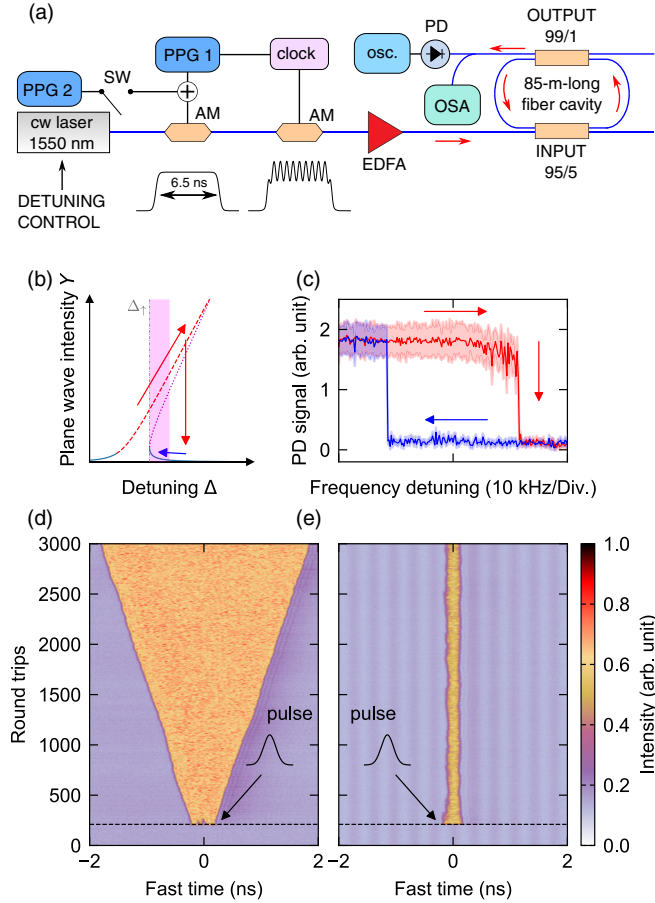 (a)
PPG 1
clock
osc.
PD
OUTPUT
99/1
PPG 2
SW
85-m-long
fiber cavity
OSA
AM
AM
cw laser
1550 nm
EDFA
INPUT
95/5
6.5 ns
DETUNING
CONTROL
(b)
Plane wave intensity Y
Δ↑
Detuning Δ
(c)
PD signal (arb. unit)
2
1
0
Frequency detuning (10 kHz/Div.)
(d)
Round trips
3000
2500
2000
1500
1000
500
0
pulse
−2
0
2
Fast time (ns)
(e)
pulse
−2
0
2
Fast time (ns)
1.0
0.8
0.6
0.4
0.2
0.0
Intensity (arb. unit)